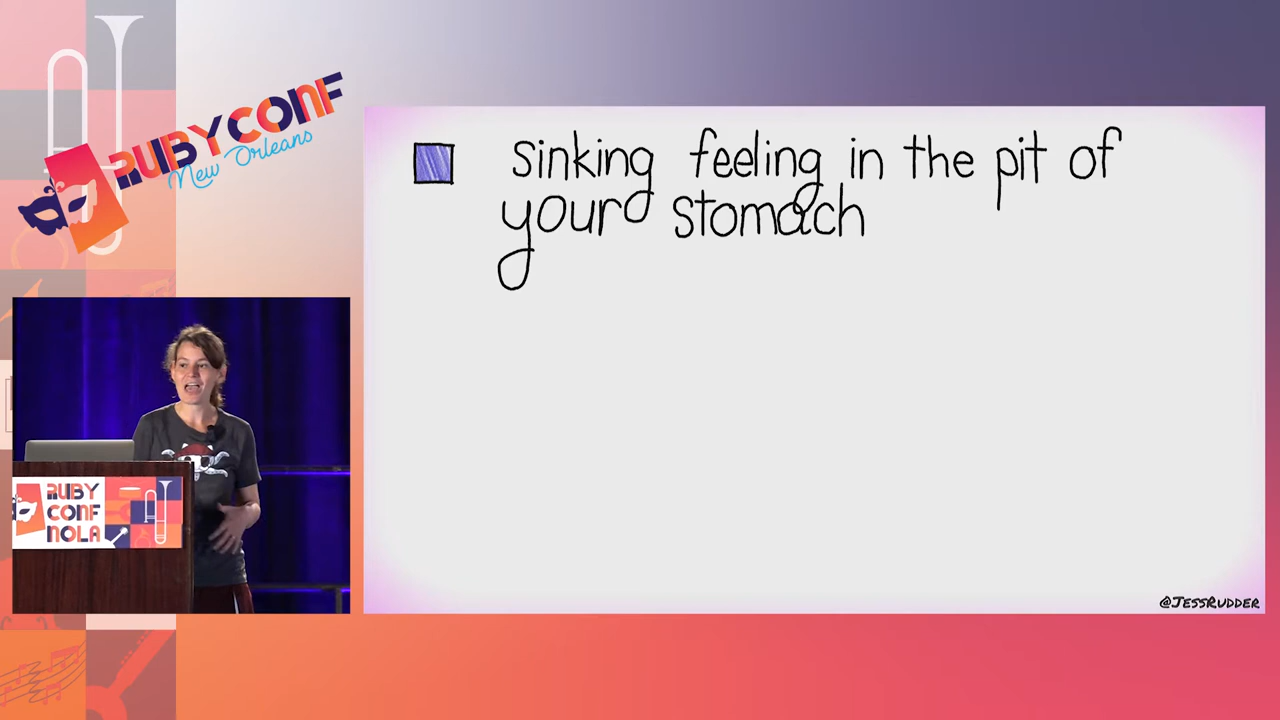 RUBYCONF
New Orleans
sinking feeling in the pit of
your stomach
RUBY
CONF
NOLA
@JESSRUDDER